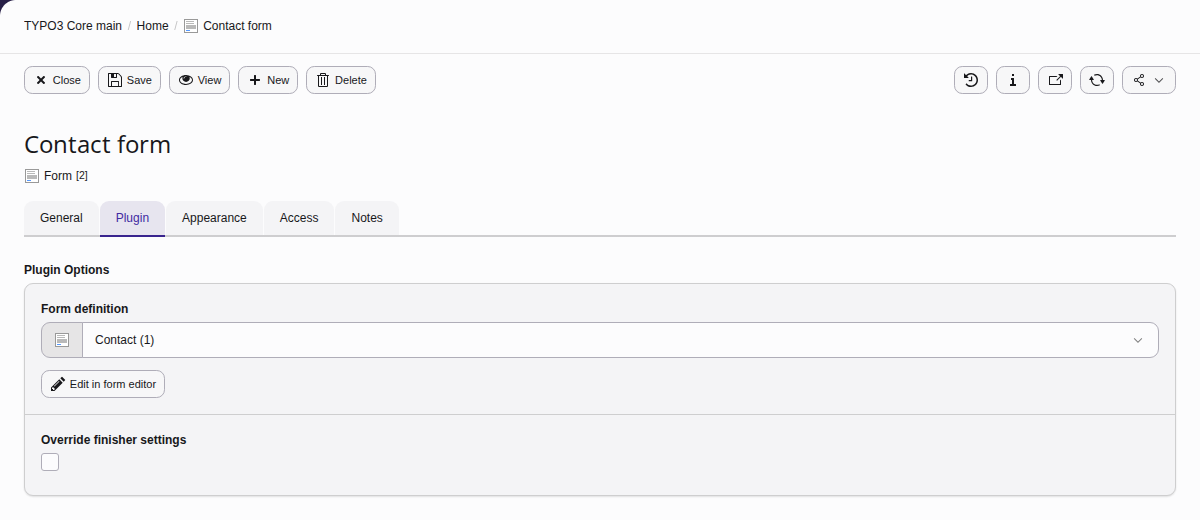 TYPO3 Core main / Home / Contact form
Close Save View New Delete
Contact form
Form [2]
General Plugin Appearance Access Notes
Plugin Options
Form definition
Contact (1)
Edit in form editor
Override finisher settings